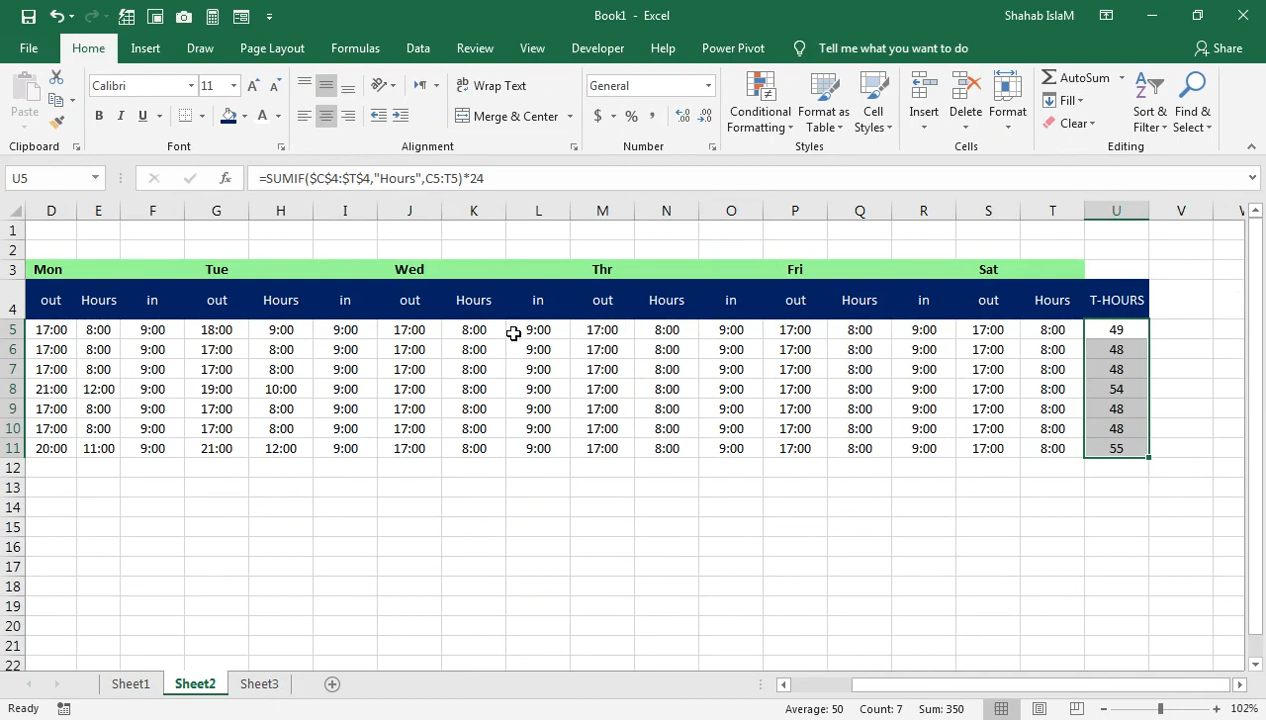 Book1 - Excel
Shahab IslaM
File Home Insert Draw Page Layout Formulas Data Review View Developer Help Power Pivot Tell me what you want to do Share
Paste
Calibri 11
B I U
Wrap Text
Merge & Center
General
$ % ,
Conditional Formatting
Format as Table
Cell Styles
Insert Delete Format
AutoSum
Fill
Clear
Sort & Filter
Find & Select
Clipboard Font Alignment Number Styles Cells Editing
U5 =SUMIF($C$4:$T$4,"Hours",C5:T5)*24
D E F G H I J K L M N O P Q R S T U V
1
2
3 Mon Tue Wed Thr Fri Sat
4 out Hours in out Hours in out Hours in out Hours in out Hours in out Hours T-HOURS
5 17:00 8:00 9:00 18:00 9:00 9:00 17:00 8:00 9:00 17:00 8:00 9:00 17:00 8:00 9:00 17:00 8:00 49
6 17:00 8:00 9:00 17:00 8:00 9:00 17:00 8:00 9:00 17:00 8:00 9:00 17:00 8:00 9:00 17:00 8:00 48
7 17:00 8:00 9:00 17:00 8:00 9:00 17:00 8:00 9:00 17:00 8:00 9:00 17:00 8:00 9:00 17:00 8:00 48
8 21:00 12:00 9:00 19:00 10:00 9:00 17:00 8:00 9:00 17:00 8:00 9:00 17:00 8:00 9:00 17:00 8:00 54
9 17:00 8:00 9:00 17:00 8:00 9:00 17:00 8:00 9:00 17:00 8:00 9:00 17:00 8:00 9:00 17:00 8:00 48
10 17:00 8:00 9:00 17:00 8:00 9:00 17:00 8:00 9:00 17:00 8:00 9:00 17:00 8:00 9:00 17:00 8:00 48
11 20:00 11:00 9:00 21:00 12:00 9:00 17:00 8:00 9:00 17:00 8:00 9:00 17:00 8:00 9:00 17:00 8:00 55
12
13
14
15
16
17
18
19
20
21
22
Sheet1 Sheet2 Sheet3
Ready Average: 50 Count: 7 Sum: 350 102%